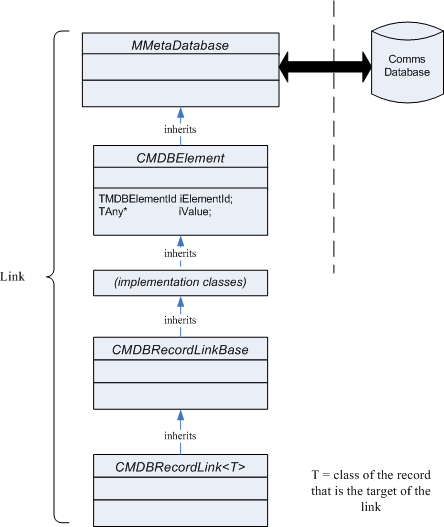 MMetaDatabase
Comms
Database
inherits
CMDBElement
TMDBElementId iElementId;
TAny* iValue;
inherits
Link
(implementation classes)
inherits
CMDBRecordLinkBase
inherits
CMDBRecordLink<T>
T = class of the record
that is the target of the
link